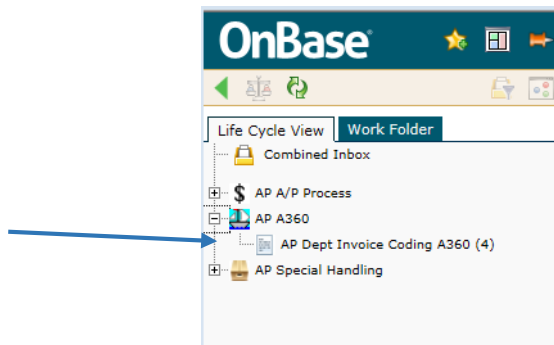 OnBase
Life Cycle View Work Folder
Combined Inbox
$ AP A/P Process
AP A360
AP Dept Invoice Coding A360 (4)
AP Special Handling